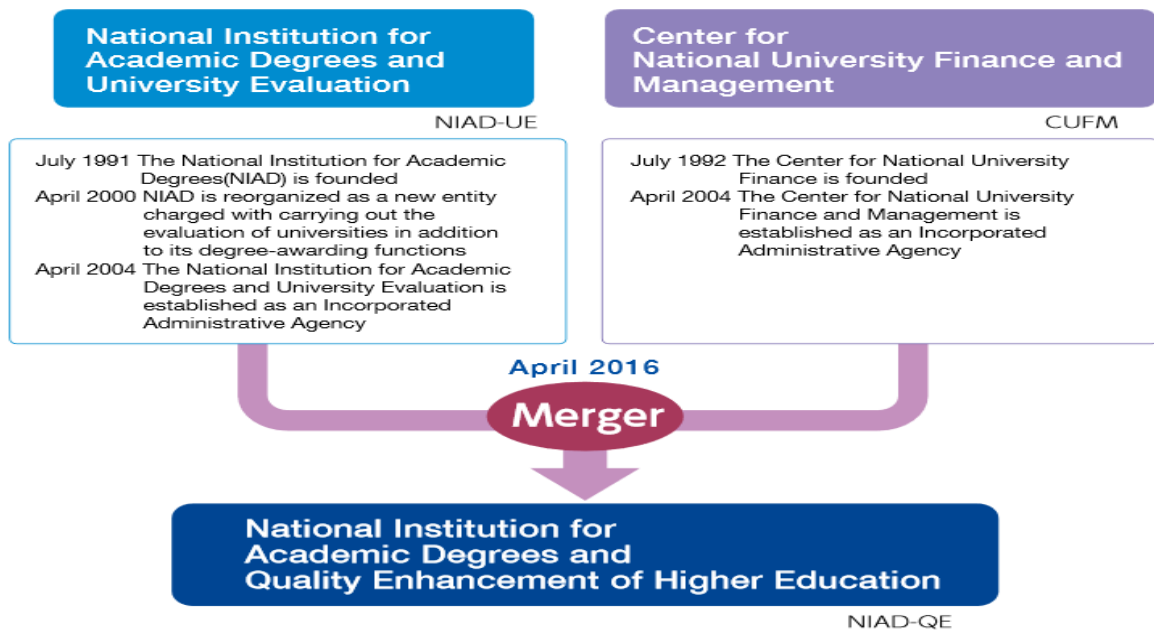 National Institution for
Academic Degrees and
University Evaluation
NIAD-UE
July 1991 The National Institution for Academic
Degrees(NIAD) is founded
April 2000 NIAD is reorganized as a new entity
charged with carrying out the
evaluation of universities in addition
to its degree-awarding functions
April 2004 The National Institution for Academic
Degrees and University Evaluation is
established as an Incorporated
Administrative Agency
Center for
National University Finance and
Management
CUFM
July 1992 The Center for National University
Finance is founded
April 2004 The Center for National University
Finance and Management is
established as an Incorporated
Administrative Agency
April 2016
Merger
National Institution for
Academic Degrees and
Quality Enhancement of Higher Education
NIAD-QE